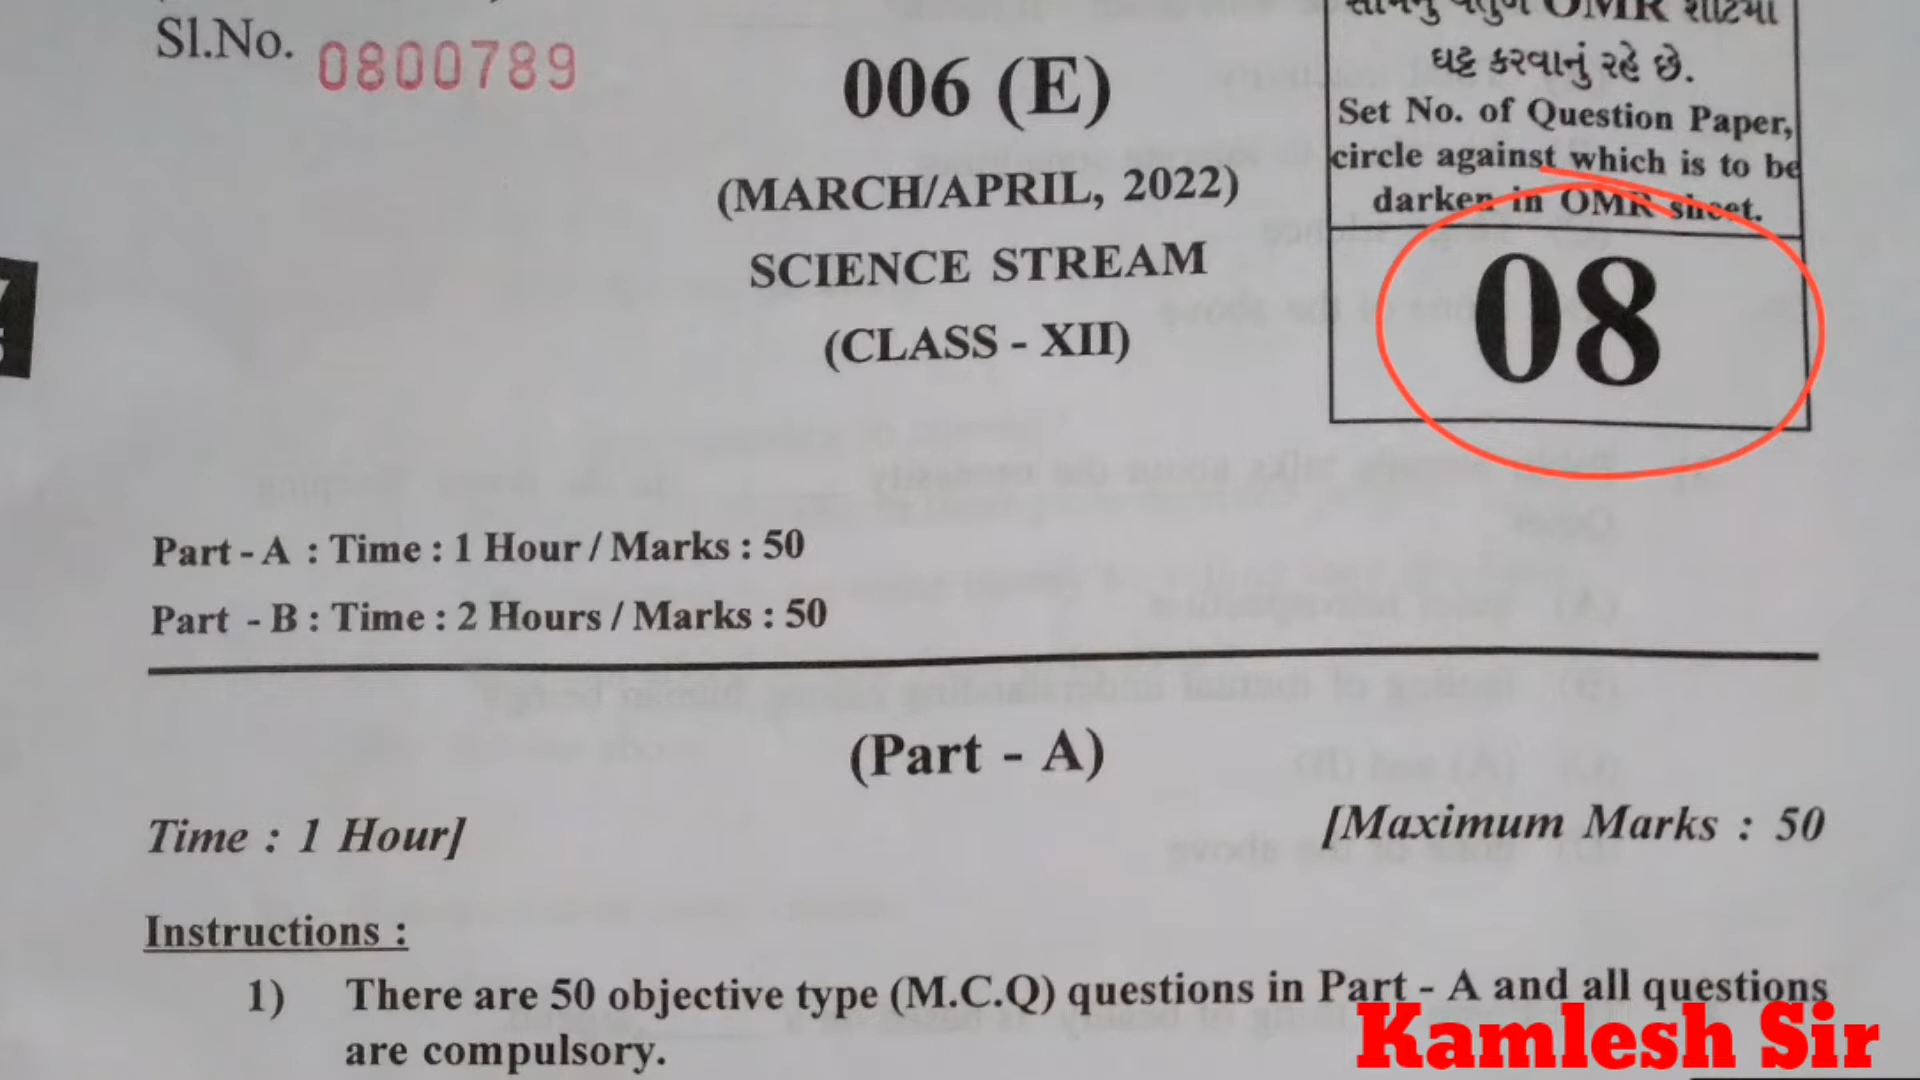 Sl.No. 0800789
006 (E)
(MARCH/APRIL, 2022)
SCIENCE STREAM
(CLASS - XII)
OMR
ઘટ્ટ કરવાનું રહે છે.
Set No. of Question Paper,
circle against which is to be
darken in OMR sheet.
08
Part - A : Time : 1 Hour / Marks : 50
Part - B : Time : 2 Hours / Marks : 50
(Part - A)
Time : 1 Hour]
[Maximum Marks : 50
Instructions :
1) There are 50 objective type (M.C.Q) questions in Part - A and all questions
are compulsory.
Kamlesh Sir